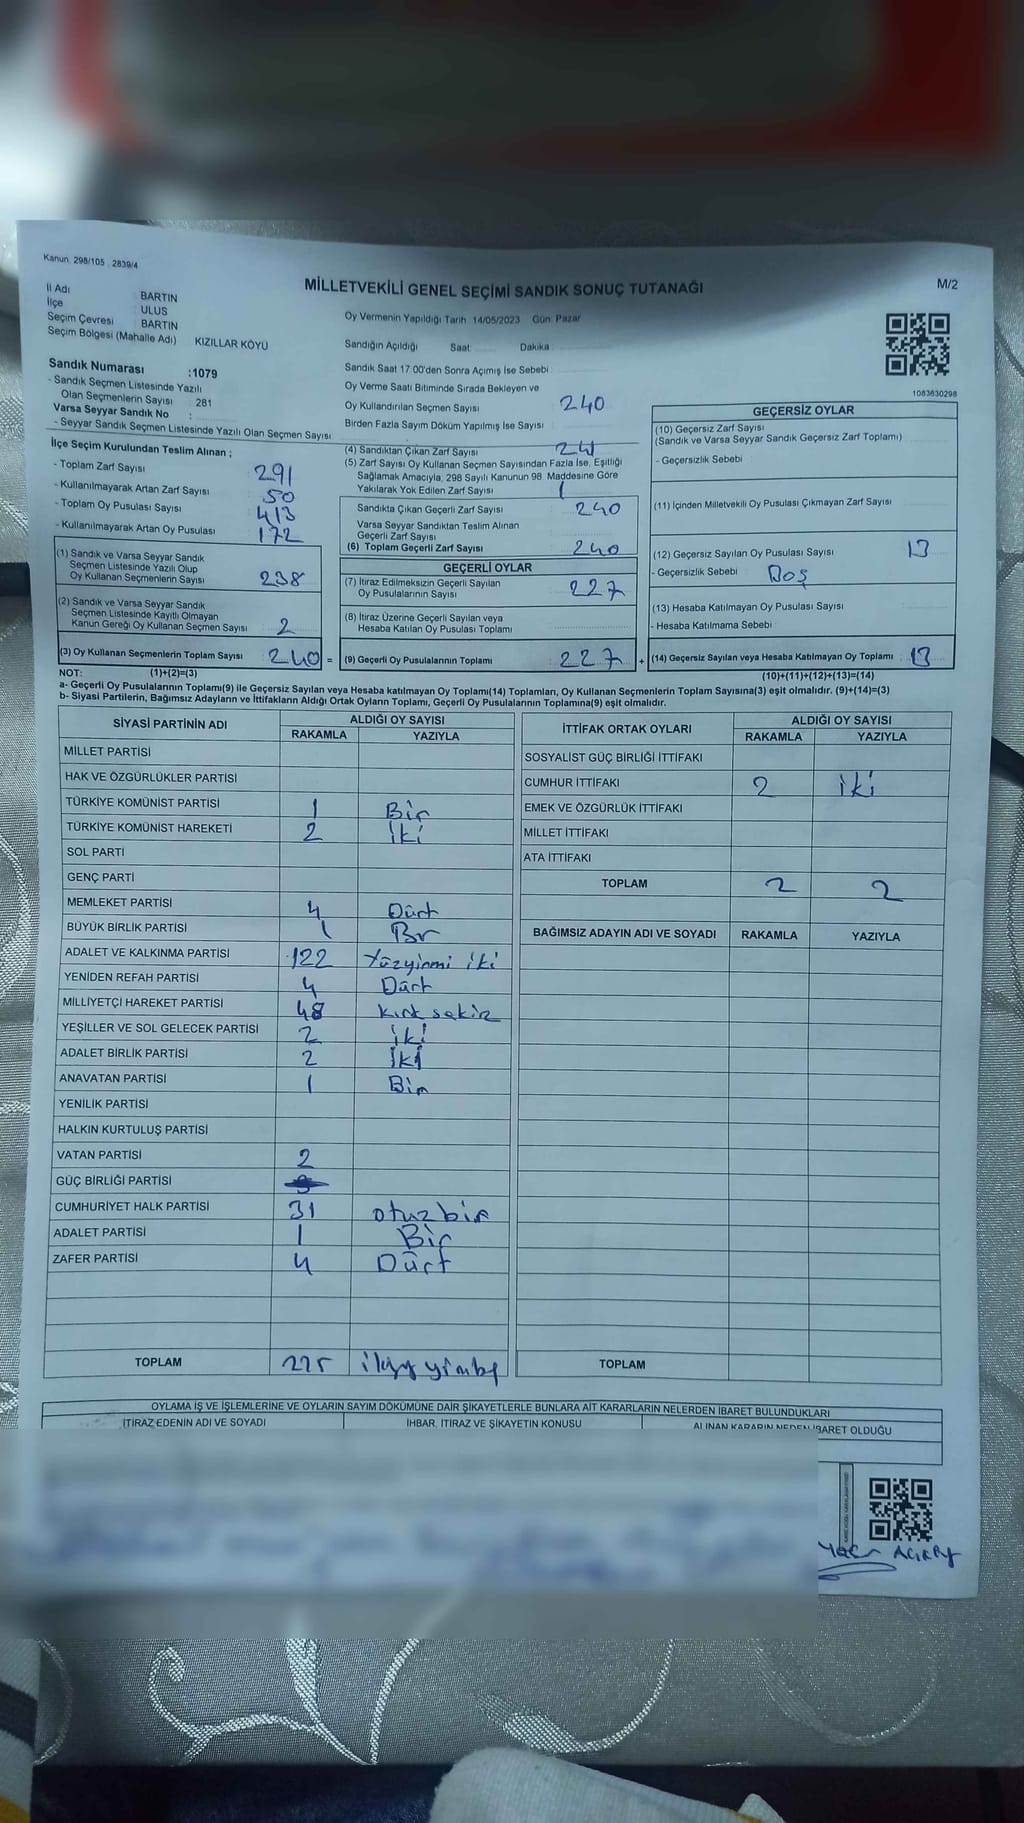 Kanun. 298/105 . 2839/4
MİLLETVEKİLİ GENEL SEÇİMİ SANDIK SONUÇ TUTANAĞI
M/2
İl Adı BARTIN
İlçe ULUS
Seçim Çevresi BARTIN
Seçim Bölgesi (Mahalle Adı) KIZILLAR KÖYÜ
Oy Vermenin Yapıldığı Tarih 14/05/2023 Gün: Pazar
Sandığın Açıldığı Saat Dakika
Sandık Numarası :1079
Sandık Saat 17 00'den Sonra Açımış İse Sebebi
- Sandık Seçmen Listesinde Yazılı
Olan Seçmenlerin Sayısı : 281
Oy Verme Saati Bitiminde Sırada Bekleyen ve
Oy Kullandırılan Seçmen Sayısı 240
1083630298
Varsa Seyyar Sandık No :
- Seyyar Sandık Seçmen Listesinde Yazılı Olan Seçmen Sayısı
Birden Fazla Sayım Döküm Yapılmış İse Sayısı
İlçe Seçim Kurulundan Teslim Alınan ;
- Toplam Zarf Sayısı 291
- Kullanılmayarak Artan Zarf Sayısı 50
- Toplam Oy Pusulası Sayısı 413
- Kullanılmayarak Artan Oy Pusulası 172
(1) Sandık ve Varsa Seyyar Sandık
Seçmen Listesinde Yazılı Olup
Oy Kullanan Seçmenlerin Sayısı 238
(2) Sandık ve Varsa Seyyar Sandık
Seçmen Listesinde Kayıtlı Olmayan
Kanun Gereği Oy Kullanan Seçmen Sayısı 2
(3) Oy Kullanan Seçmenlerin Toplam Sayısı 240 =
(4) Sandıktan Çıkan Zarf Sayısı 241
(5) Zarf Sayısı Oy Kullanan Seçmen Sayısından Fazla İse, Eşitliği
Sağlamak Amacıyla, 298 Sayılı Kanunun 98. Maddesine Göre
Yakılarak Yok Edilen Zarf Sayısı 1
Sandıkta Çıkan Geçerli Zarf Sayısı 240
Varsa Seyyar Sandıktan Teslim Alınan
Geçerli Zarf Sayısı
(6) Toplam Geçerli Zarf Sayısı 240
GEÇERLİ OYLAR
(7) İtiraz Edilmeksizin Geçerli Sayılan
Oy Pusulalarının Sayısı 227
(8) İtiraz Üzerine Geçerli Sayılan veya
Hesaba Katılan Oy Pusulası Toplamı
(9) Geçerli Oy Pusulalarının Toplamı 227 +
GEÇERSİZ OYLAR
(10) Geçersiz Zarf Sayısı
(Sandık ve Varsa Seyyar Sandık Geçersiz Zarf Toplamı)
- Geçersizlik Sebebi
(11) İçinden Milletvekili Oy Pusulası Çıkmayan Zarf Sayısı
(12) Geçersiz Sayılan Oy Pusulası Sayısı 13
- Geçersizlik Sebebi Boş
(13) Hesaba Katılmayan Oy Pusulası Sayısı
- Hesaba Katılmama Sebebi
(14) Geçersiz Sayılan veya Hesaba Katılmayan Oy Toplamı 13
NOT: (1)+(2)=(3) (10)+(11)+(12)+(13)=(14)
a- Geçerli Oy Pusulalarının Toplamı(9) ile Geçersiz Sayılan veya Hesaba katılmayan Oy Toplamı(14) Toplamları, Oy Kullanan Seçmenlerin Toplam Sayısına(3) eşit olmalıdır. (9)+(14)=(3)
b- Siyasi Partilerin, Bağımsız Adayların ve İttifakların Aldığı Ortak Oyların Toplamı, Geçerli Oy Pusulalarının Toplamına(9) eşit olmalıdır.
SİYASİ PARTİNİN ADI ALDIĞI OY SAYISI
RAKAMLA YAZIYLA
MİLLET PARTİSİ
HAK VE ÖZGÜRLÜKLER PARTİSİ
TÜRKİYE KOMÜNİST PARTİSİ 1 Bir
TÜRKİYE KOMÜNİST HAREKETİ 2 iki
SOL PARTİ
GENÇ PARTİ
MEMLEKET PARTİSİ 4 Dört
BÜYÜK BİRLİK PARTİSİ 1 Br
ADALET VE KALKINMA PARTİSİ 122 Yüzyirmi iki
YENİDEN REFAH PARTİSİ 4 Dört
MİLLİYETÇİ HAREKET PARTİSİ 48 kırk sekiz
YEŞİLLER VE SOL GELECEK PARTİSİ 2 iki
ADALET BİRLİK PARTİSİ 2 İki
ANAVATAN PARTİSİ 1 Bir
YENİLİK PARTİSİ
HALKIN KURTULUŞ PARTİSİ
VATAN PARTİSİ 2
GÜÇ BİRLİĞİ PARTİSİ
CUMHURİYET HALK PARTİSİ 31 otuzbir
ADALET PARTİSİ 1 Bir
ZAFER PARTİSİ 4 Dört
TOPLAM 225
İTTİFAK ORTAK OYLARI ALDIĞI OY SAYISI
RAKAMLA YAZIYLA
SOSYALİST GÜÇ BİRLİĞİ İTTİFAKI
CUMHUR İTTİFAKI 2 iki
EMEK VE ÖZGÜRLÜK İTTİFAKI
MİLLET İTTİFAKI
ATA İTTİFAKI
TOPLAM 2 2
BAĞIMSIZ ADAYIN ADI VE SOYADI RAKAMLA YAZIYLA
TOPLAM
OYLAMA İŞ VE İŞLEMLERİNE VE OYLARIN SAYIM DÖKÜMÜNE DAİR ŞİKAYETLERLE BUNLARA AİT KARARLARIN NELERDEN İBARET BULUNDUKLARI
İTİRAZ EDENİN ADI VE SOYADI İHBAR, İTİRAZ VE ŞİKAYETİN KONUSU ALINAN KARARIN NEDEN İBARET OLDUĞU